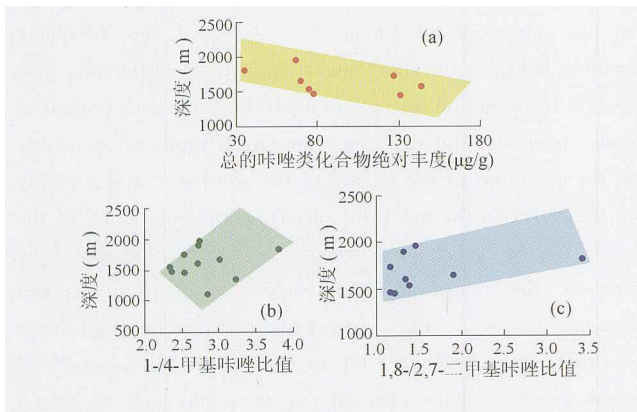 (a)
2500
2000
1500
1000
深度(m)
30 80 130 180
总的咔唑类化合物绝对丰度(μg/g)
(b)
2500
2000
1500
1000
500
深度(m)
2.0 2.5 3.0 3.5 4.0
1-/4-甲基咔唑比值
(c)
2500
2000
1500
1000
深度(m)
1.0 1.5 2.0 2.5 3.0 3.5
1,8-/2,7-二甲基咔唑比值